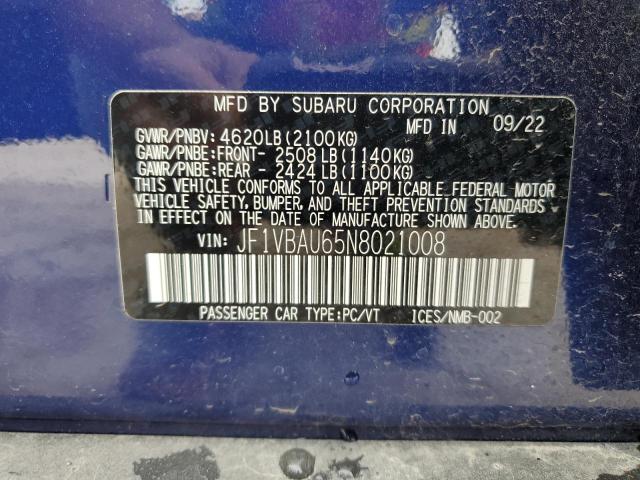 MFD BY SUBARU CORPORATION
MFD IN 09/22
GVWR/PNBV: 4620LB (2100KG)
GAWR/PNBE: FRONT- 2508 LB (1140KG)
GAWR/PNBE: REAR - 2424 LB (1100KG)
THIS VEHICLE CONFORMS TO ALL APPLICABLE FEDERAL MOTOR
VEHICLE SAFETY, BUMPER, AND THEFT PREVENTION STANDARDS
IN EFFECT ON THE DATE OF MANUFACTURE SHOWN ABOVE.
VIN: JF1VBAU65N8021008
PASSENGER CAR TYPE:PC/VT ICES/NMB-002